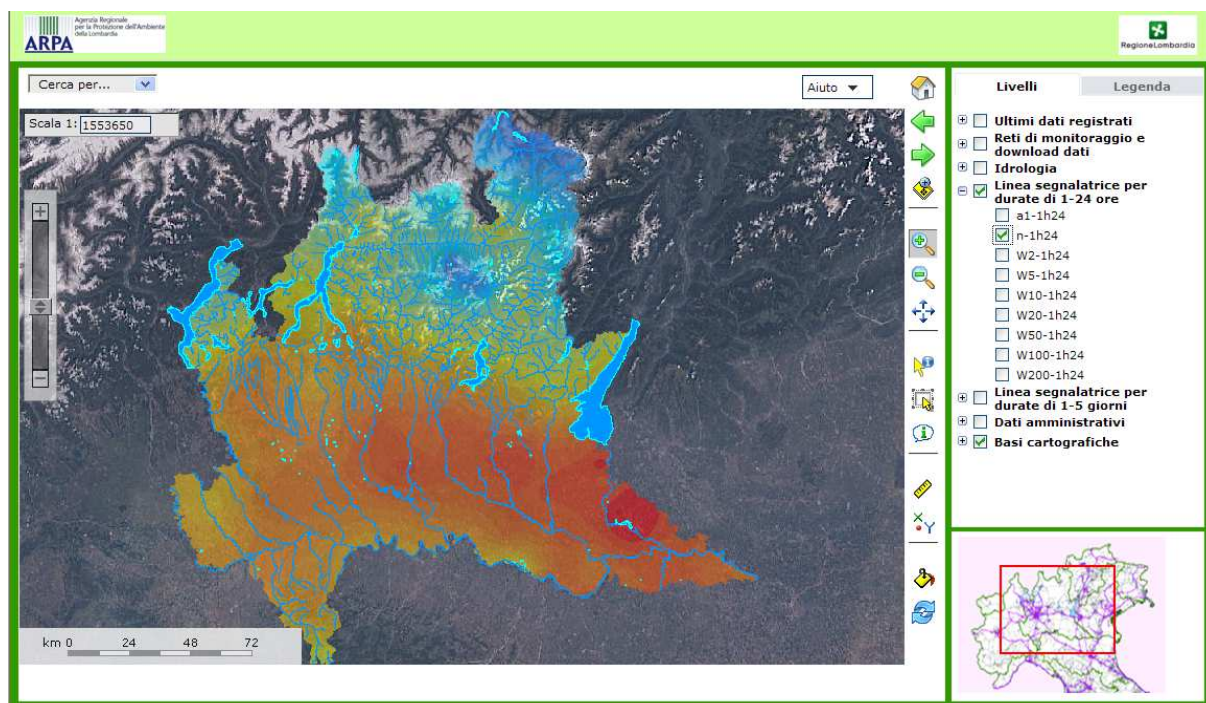 Agenzia Regionale
per la Protezione dell'Ambiente
della Lombardia
ARPA
RegioneLombardia
Cerca per...
Aiuto
Scala 1: 1553650
km 0 24 48 72
Livelli Legenda
Ultimi dati registrati
Reti di monitoraggio e
download dati
Idrologia
Linea segnalatrice per
durate di 1-24 ore
a1-1h24
n-1h24
W2-1h24
W5-1h24
W10-1h24
W20-1h24
W50-1h24
W100-1h24
W200-1h24
Linea segnalatrice per
durate di 1-5 giorni
Dati amministrativi
Basi cartografiche
X
Y